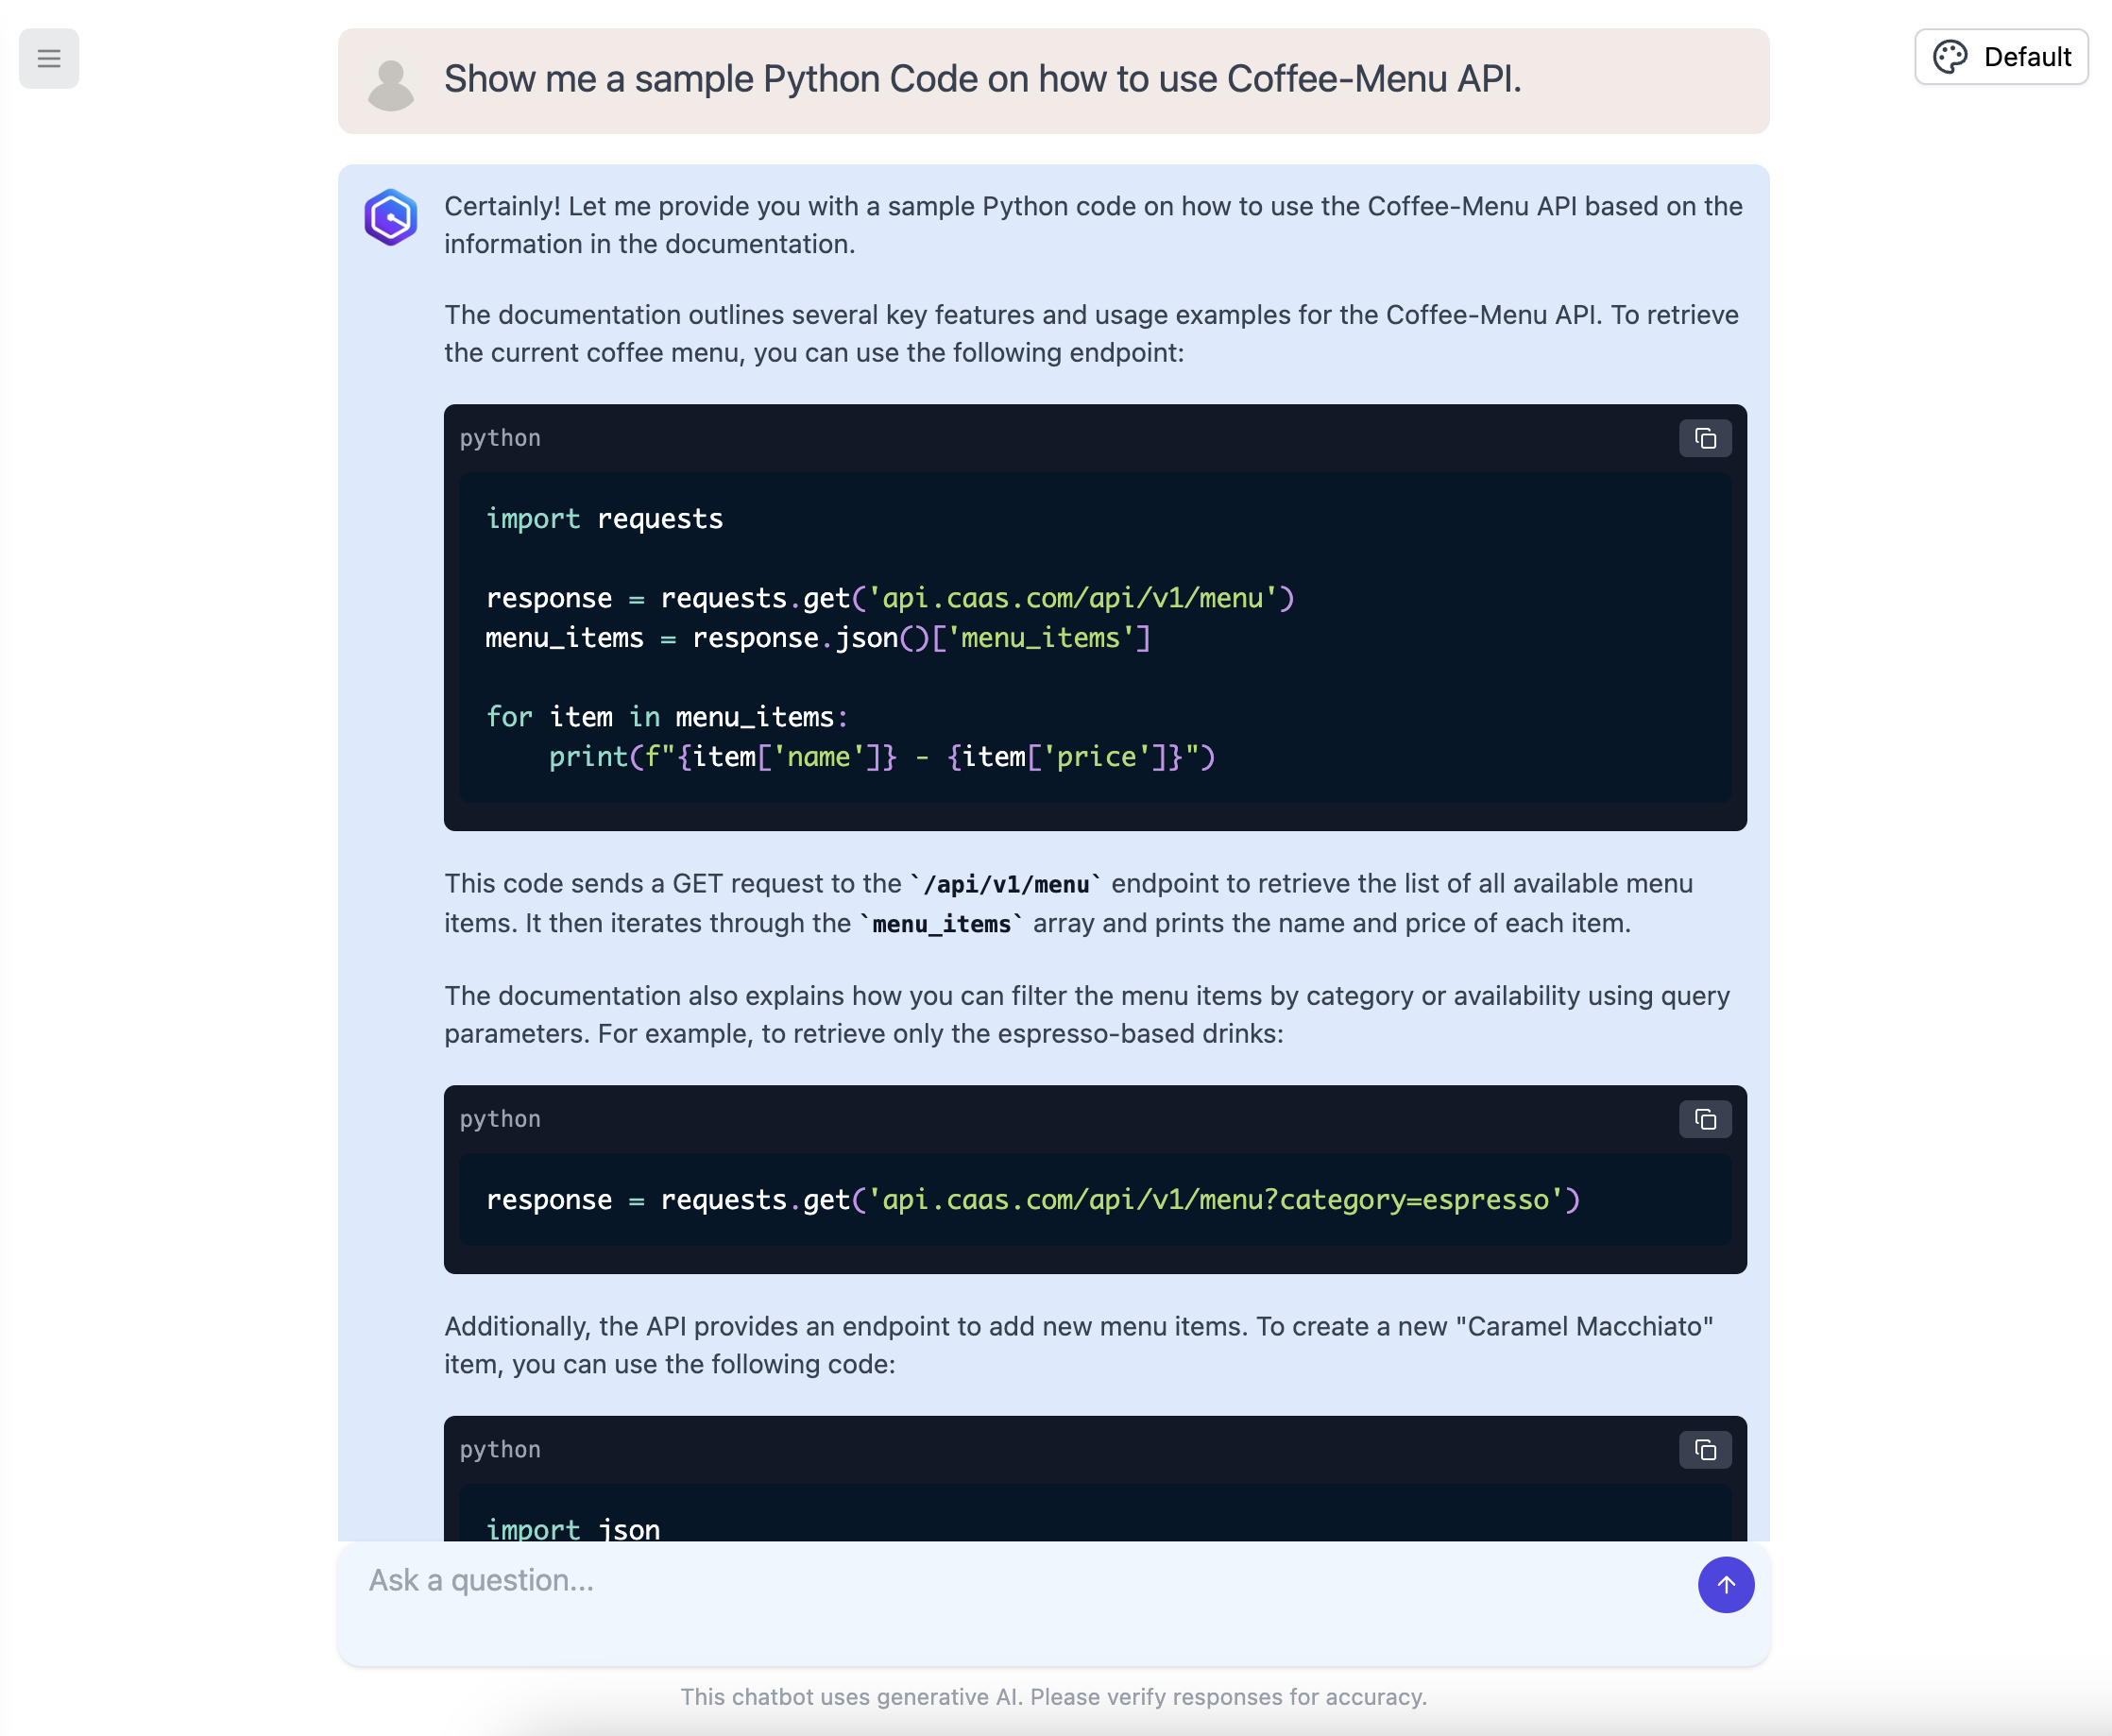 Default
Show me a sample Python Code on how to use Coffee-Menu API.
Certainly! Let me provide you with a sample Python code on how to use the Coffee-Menu API based on the
information in the documentation.
The documentation outlines several key features and usage examples for the Coffee-Menu API. To retrieve
the current coffee menu, you can use the following endpoint:
python
import requests
response = requests.get('api.caas.com/api/v1/menu')
menu_items = response.json()['menu_items']
for item in menu_items:
    print(f"{item['name']} - {item['price']}")
This code sends a GET request to the `/api/v1/menu` endpoint to retrieve the list of all available menu
items. It then iterates through the `menu_items` array and prints the name and price of each item.
The documentation also explains how you can filter the menu items by category or availability using query
parameters. For example, to retrieve only the espresso-based drinks:
python
response = requests.get('api.caas.com/api/v1/menu?category=espresso')
Additionally, the API provides an endpoint to add new menu items. To create a new "Caramel Macchiato"
item, you can use the following code:
python
import json
Ask a question...
This chatbot uses generative AI. Please verify responses for accuracy.